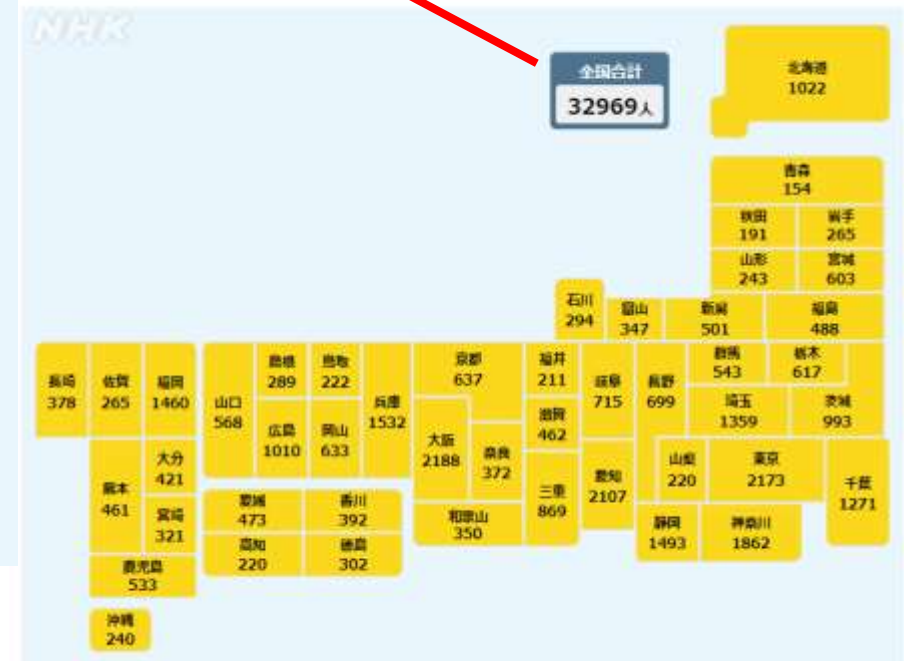 NHK
全国合計
32969人
北海道
1022
青森
154
秋田
191
岩手
265
山形
243
宮城
603
石川
294
富山
347
新潟
501
福島
488
長崎
378
佐賀
265
福岡
1460
山口
568
島根
289
鳥取
222
兵庫
1532
京都
637
福井
211
岐阜
715
長野
699
群馬
543
栃木
617
埼玉
1359
茨城
993
広島
1010
岡山
633
滋賀
462
大阪
2188
奈良
372
大分
421
熊本
461
宮崎
321
愛媛
473
香川
392
和歌山
350
三重
869
愛知
2107
山梨
220
東京
2173
千葉
1271
高知
220
徳島
302
静岡
1493
神奈川
1862
鹿児島
533
沖縄
240